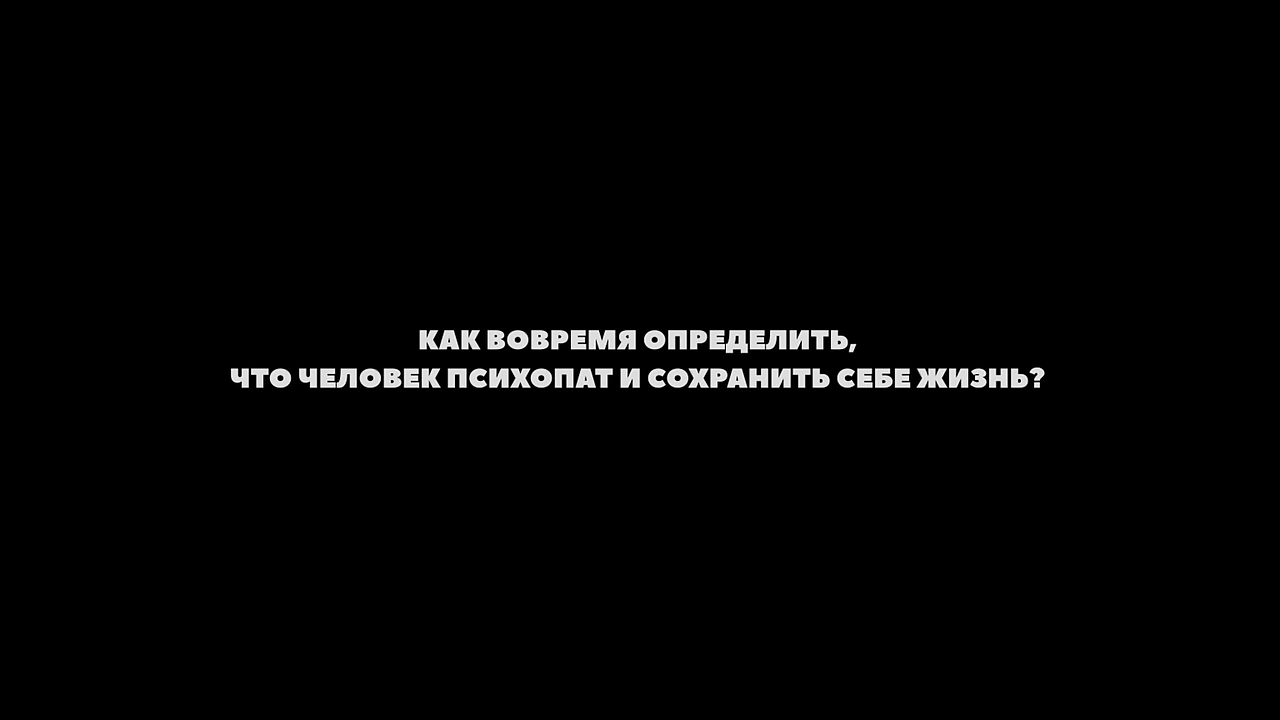 КАК ВОВРЕМЯ ОПРЕДЕЛИТЬ,
ЧТО ЧЕЛОВЕК ПСИХОПАТ И СОХРАНИТЬ СЕБЕ ЖИЗНЬ?